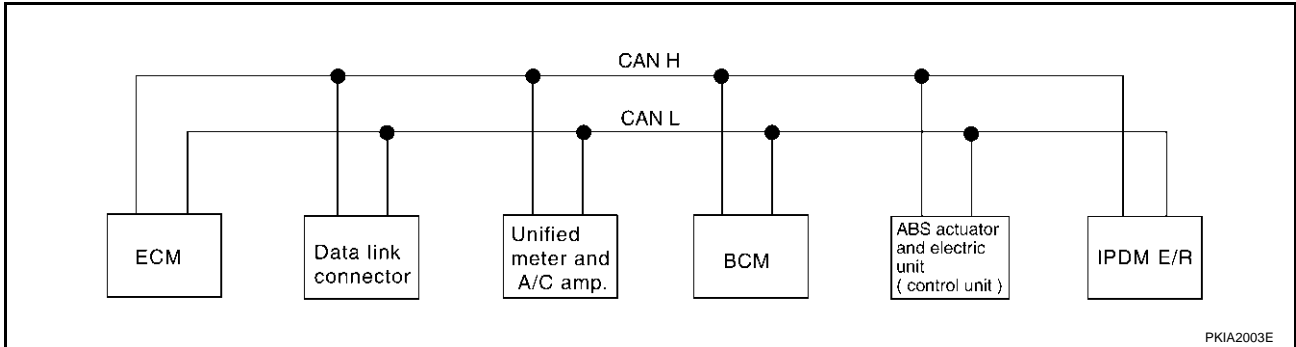 CAN H
CAN L
ECM
Data link
connector
Unified
meter and
A/C amp.
BCM
ABS actuator
and electric
unit
( control unit )
IPDM E/R
PKIA2003E